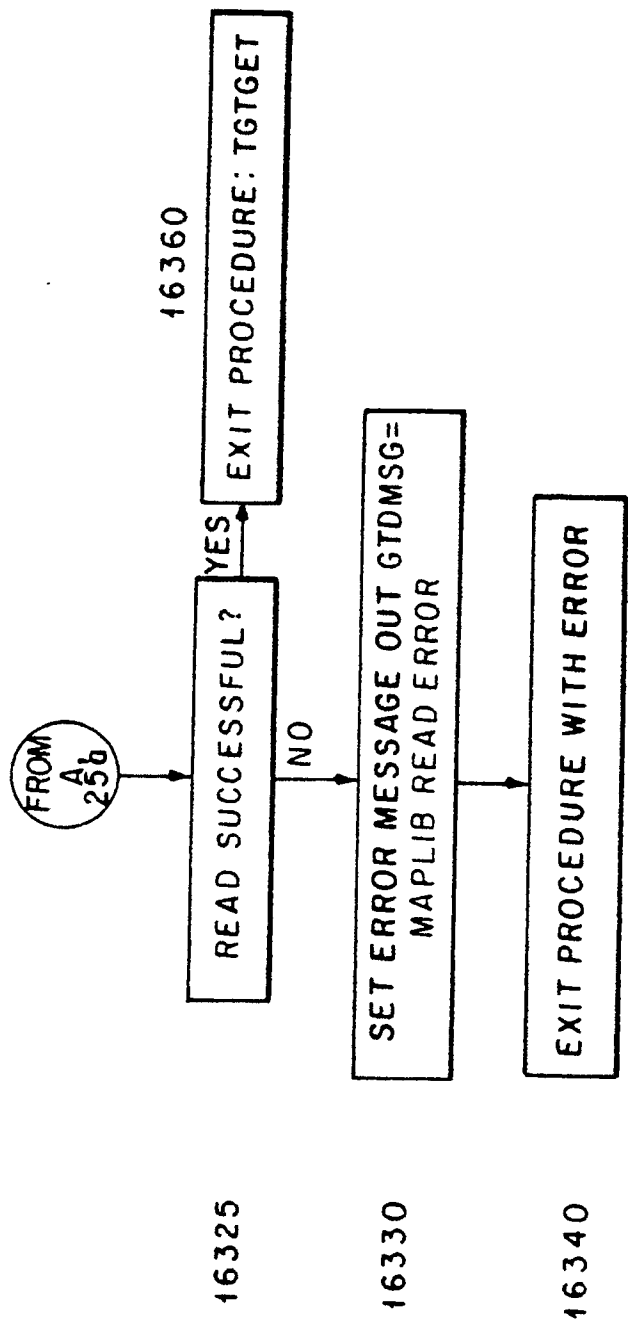 FROM
A,
25a
16325
READ SUCCESSFUL?
YES
16360
EXIT PROCEDURE: TGTGET
NO
16330
SET ERROR MESSAGE OUT GTDMSG=
MAPLIB READ ERROR
16340
EXIT PROCEDURE WITH ERROR